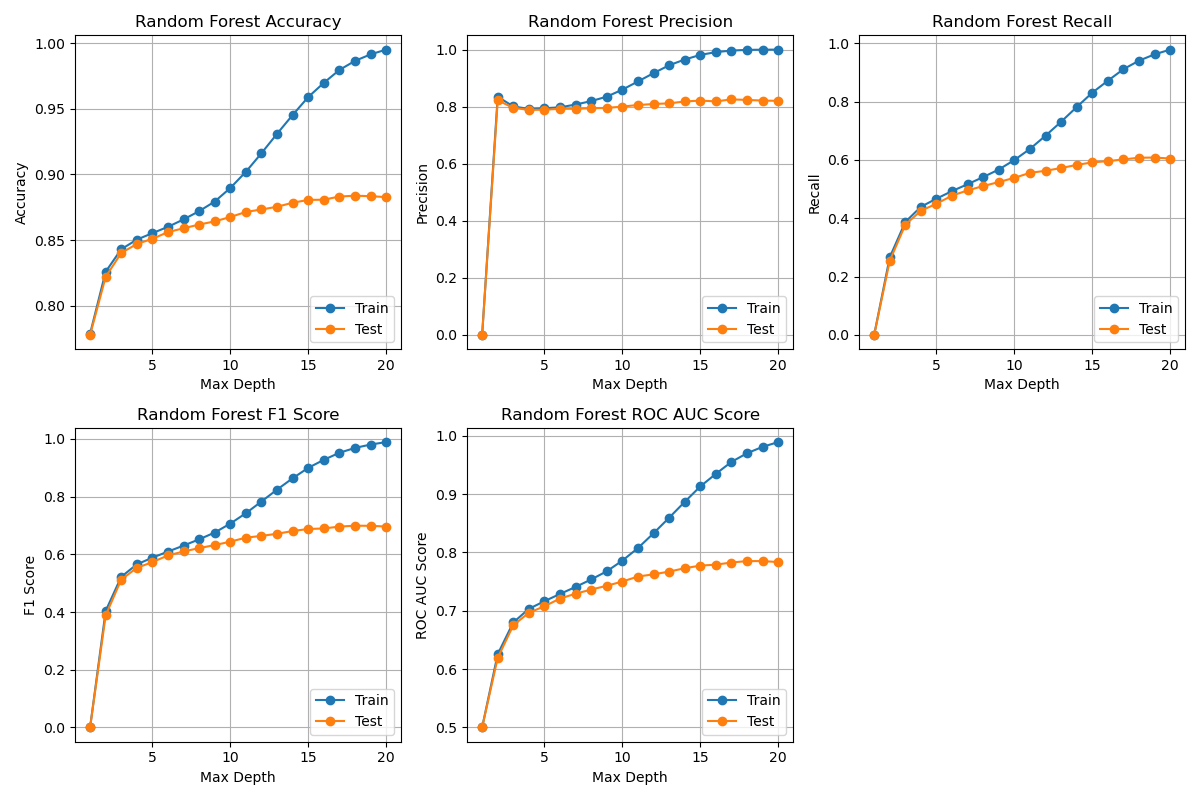 Random Forest Accuracy
1.00
0.95
0.90
0.85
0.80
Accuracy
5 10 15 20
Max Depth
Train
Test
Random Forest Precision
1.0
0.8
0.6
0.4
0.2
0.0
Precision
5 10 15 20
Max Depth
Train
Test
Random Forest Recall
1.0
0.8
0.6
0.4
0.2
0.0
Recall
5 10 15 20
Max Depth
Train
Test
Random Forest F1 Score
1.0
0.8
0.6
0.4
0.2
0.0
F1 Score
5 10 15 20
Max Depth
Train
Test
Random Forest ROC AUC Score
1.0
0.9
0.8
0.7
0.6
0.5
ROC AUC Score
5 10 15 20
Max Depth
Train
Test